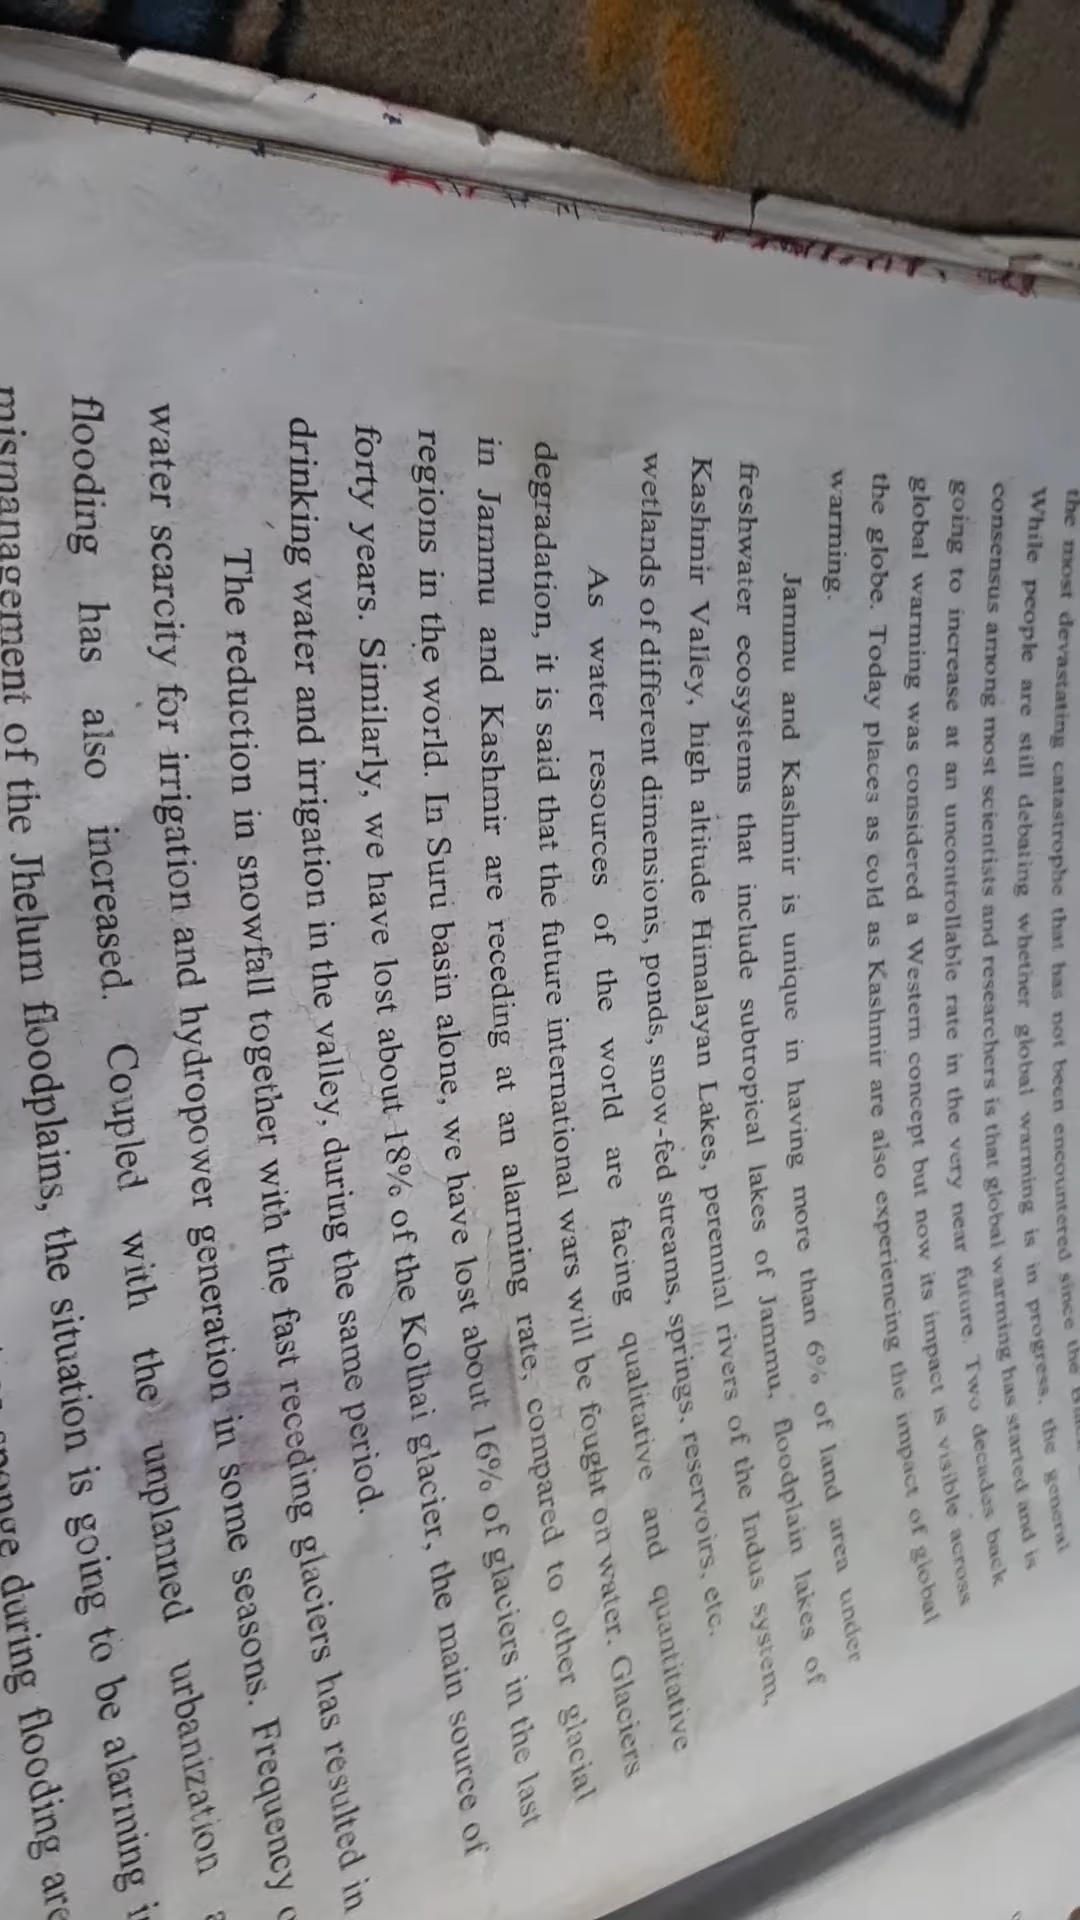 the most devastating catastrophe that has not been encountered since the
While people are still debating whether global warming is in progress, the general
consensus among most scientists and researchers is that global warming has started and is
going to increase at an uncontrollable rate in the very near future. Two decades back
global warming was considered a Western concept but now its impact is visible across
the globe. Today places as cold as Kashmir are also experiencing the impact of global
warming.
Jammu and Kashmir is unique in having more than 6% of land area under
freshwater ecosystems that include subtropical lakes of Jammu, floodplain lakes of
Kashmir Valley, high altitude Himalayan Lakes, perennial rivers of the Indus system,
wetlands of different dimensions, ponds, snow-fed streams, springs, reservoirs, etc.
As water resources of the world are facing qualitative and quantitative
degradation, it is said that the future international wars will be fought on water. Glaciers
in Jammu and Kashmir are receding at an alarming rate, compared to other glacial
regions in the world. In Suru basin alone, we have lost about 16% of glaciers in the last
forty years. Similarly, we have lost about 18% of the Kolhai glacier, the main source of
drinking water and irrigation in the valley, during the same period.
The reduction in snowfall together with the fast receding glaciers has resulted in
water scarcity for irrigation and hydropower generation in some seasons. Frequency
flooding has also increased. Coupled with the unplanned urbanization
mismanagement of the Jhelum floodplains, the situation is going to be alarming
during flooding are